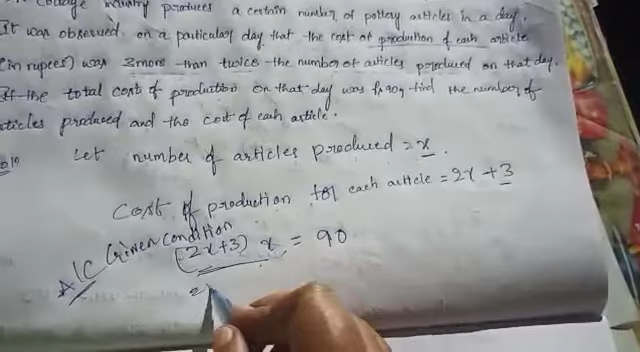 cottage industry produces a certain number of pottery articles in a day.
It was observed on a particular day that the cost of production of each article
(in rupees) was 3 more than twice the number of articles produced on that day.
If the total cost of production on that day was 90, find the number of
articles produced and the cost of each article.
Let number of articles produced = x.
Cost of production for each article = 2x + 3
A/C Given condition
(2x+3) x = 90